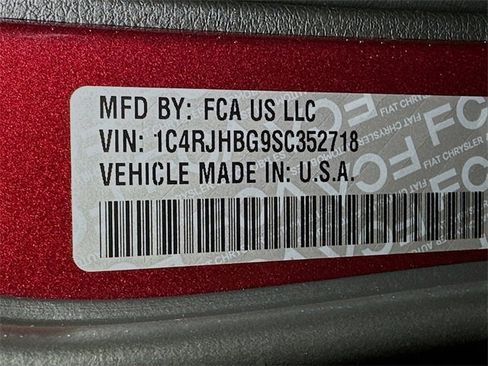 MFD BY: FCA US LLC
VIN: 1C4RJHBG9SC352718
VEHICLE MADE IN: U.S.A.